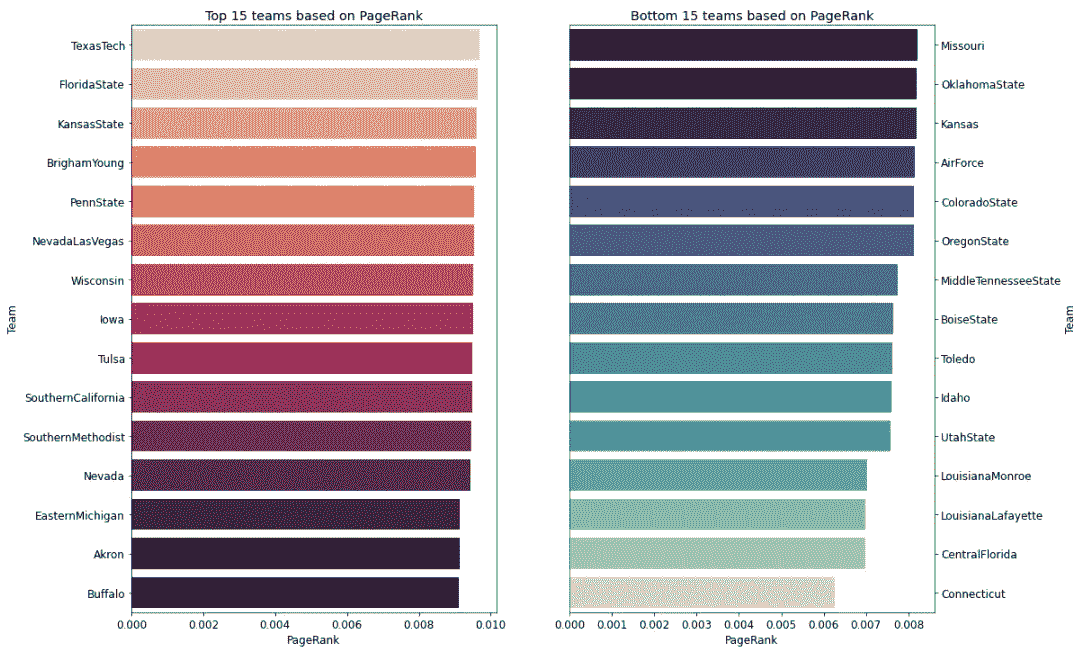 Top 15 teams based on PageRank
TexasTech
FloridaState
KansasState
BrighamYoung
PennState
NevadaLasVegas
Wisconsin
Iowa
Tulsa
SouthernCalifornia
SouthernMethodist
Nevada
EasternMichigan
Akron
Buffalo
Team
0.000 0.002 0.004 0.006 0.008 0.010
PageRank
Bottom 15 teams based on PageRank
Missouri
OklahomaState
Kansas
AirForce
ColoradoState
OregonState
MiddleTennesseeState
BoiseState
Toledo
Idaho
UtahState
LouisianaMonroe
LouisianaLafayette
CentralFlorida
Connecticut
Team
0.000 0.001 0.002 0.003 0.004 0.005 0.006 0.007 0.008
PageRank